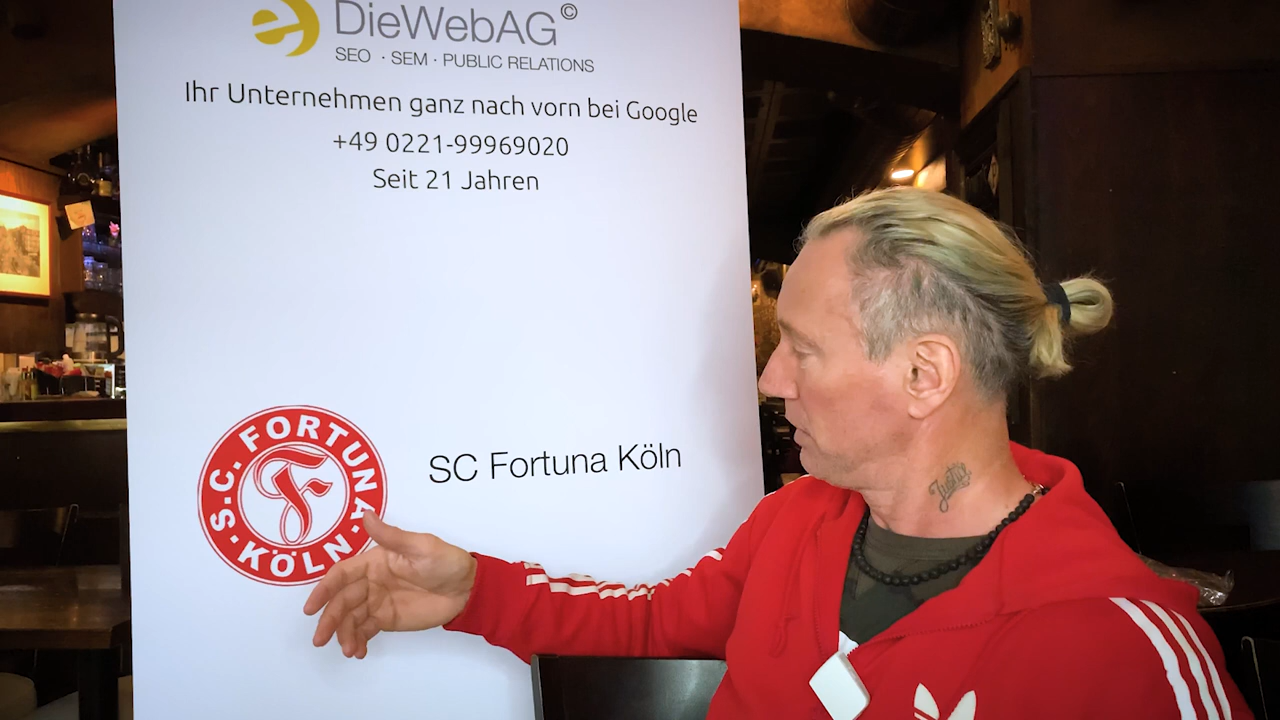 DieWebAG©
SEO · SEM · PUBLIC RELATIONS
Ihr Unternehmen ganz nach vorn bei Google
+49 0221-99969020
Seit 21 Jahren
S.C. FORTUNA · KÖLN ·
F
SC Fortuna Köln